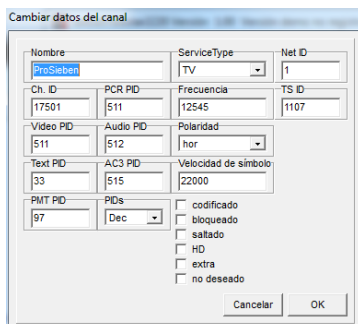 Cambiar datos del canal
Nombre ServiceType Net ID
ProSieben TV 1
Ch. ID PCR PID Frecuencia TS ID
17501 511 12545 1107
Video PID Audio PID Polaridad
511 512 hor
Text PID AC3 PID Velocidad de símbolo
33 515 22000
PMT PID PIDs
97 Dec
codificado
bloqueado
saltado
HD
extra
no deseado
Cancelar OK